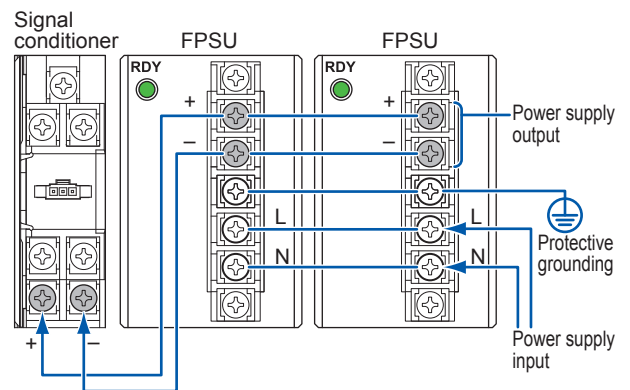 Signal
conditioner
FPSU
FPSU
RDY
RDY
+
+
–
–
Power supply
output
L
L
N
N
Protective
grounding
Power supply
input
+
–